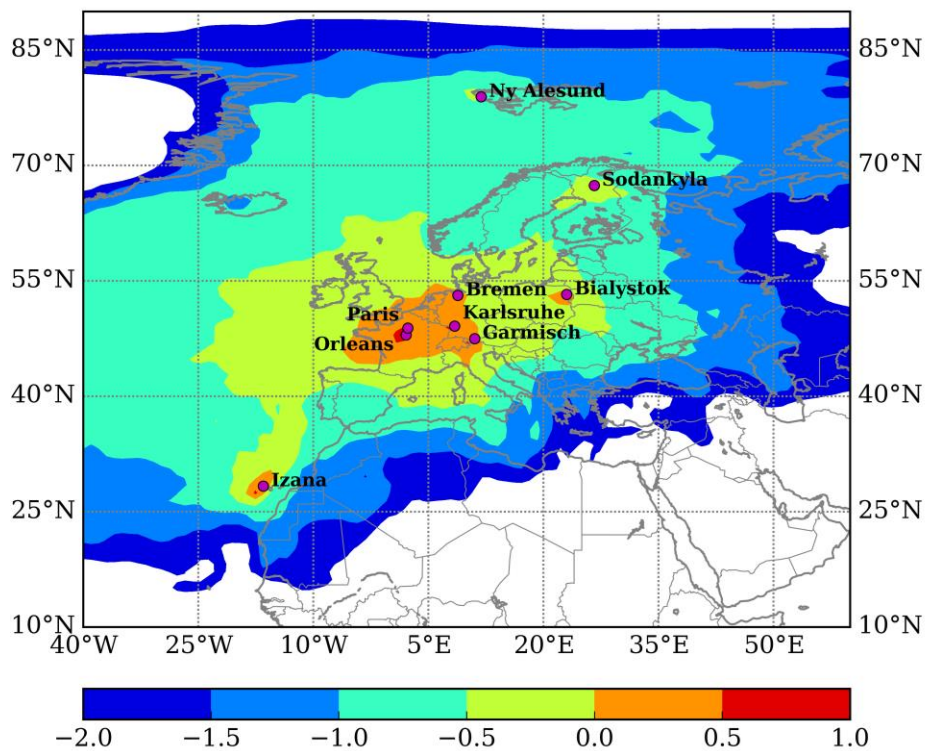 85°N 85°N
Ny Alesund
70°N 70°N
Sodankyla
55°N 55°N
Bremen Bialystok
Paris Karlsruhe
Orleans Garmisch
40°N 40°N
Izana
25°N 25°N
10°N 10°N
40°W 25°W 10°W 5°E 20°E 35°E 50°E
−2.0 −1.5 −1.0 −0.5 0.0 0.5 1.0